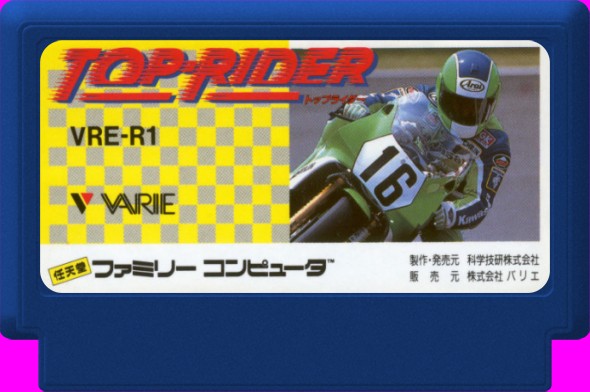 TOP-RIDER
トップライダー
VRE-R1
VARIE
Arai
16
Kawasaki
任天堂 ファミリー コンピュータ™
製作・発売元 科学技研株式会社
販売元 株式会社 バリエ